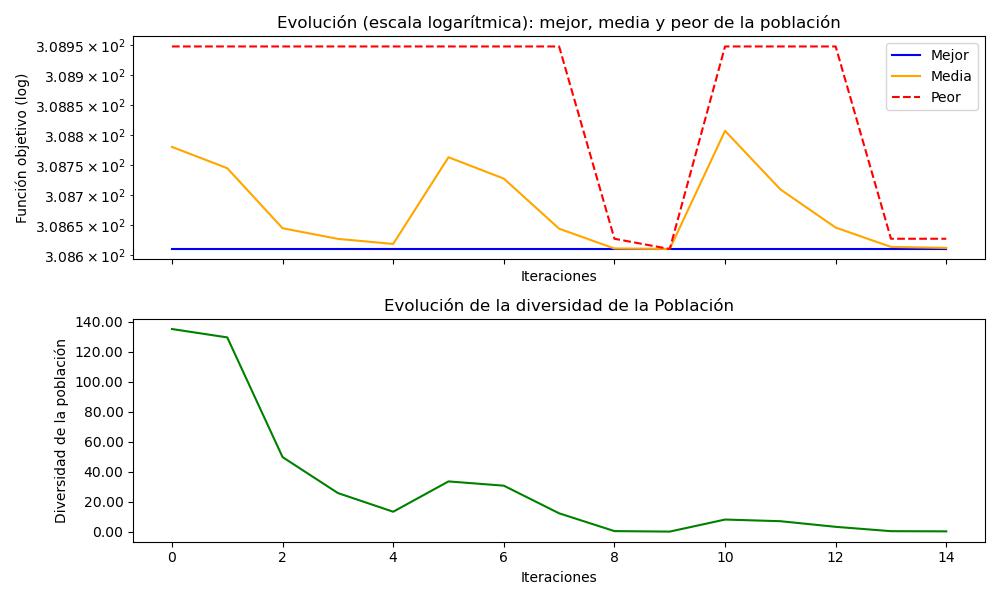 Evolución (escala logarítmica): mejor, media y peor de la población
3.0895 × 10²
3.089 × 10²
3.0885 × 10²
3.088 × 10²
3.0875 × 10²
3.087 × 10²
3.0865 × 10²
3.086 × 10²
Función objetivo (log)
Mejor
Media
Peor
Iteraciones
Evolución de la diversidad de la Población
140.00
120.00
100.00
80.00
60.00
40.00
20.00
0.00
Diversidad de la población
0 2 4 6 8 10 12 14
Iteraciones